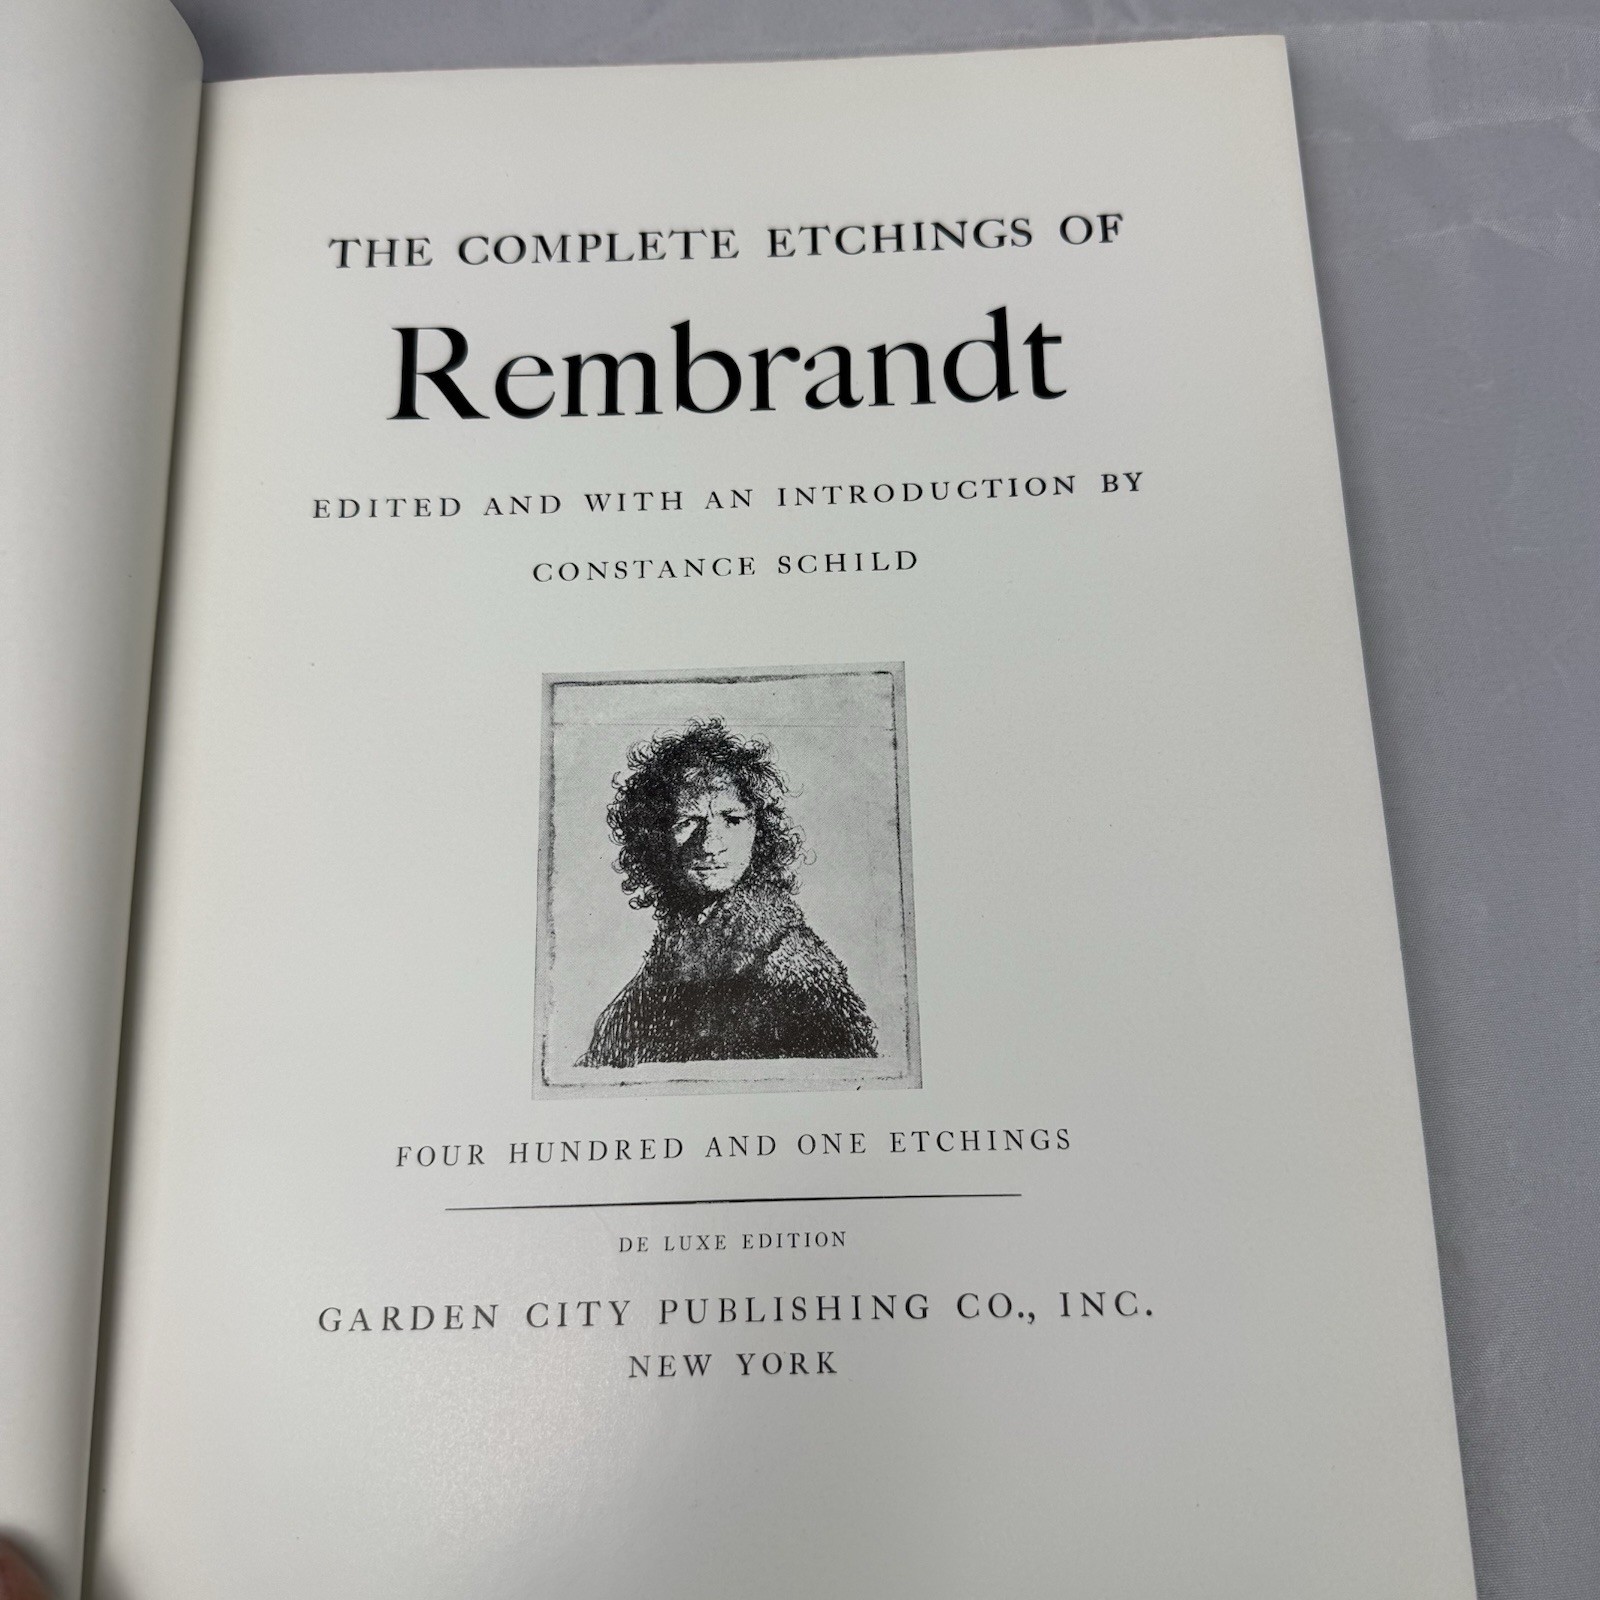 THE COMPLETE ETCHINGS OF
Rembrandt
EDITED AND WITH AN INTRODUCTION BY
CONSTANCE SCHILD
FOUR HUNDRED AND ONE ETCHINGS
DE LUXE EDITION
GARDEN CITY PUBLISHING CO., INC.
NEW YORK